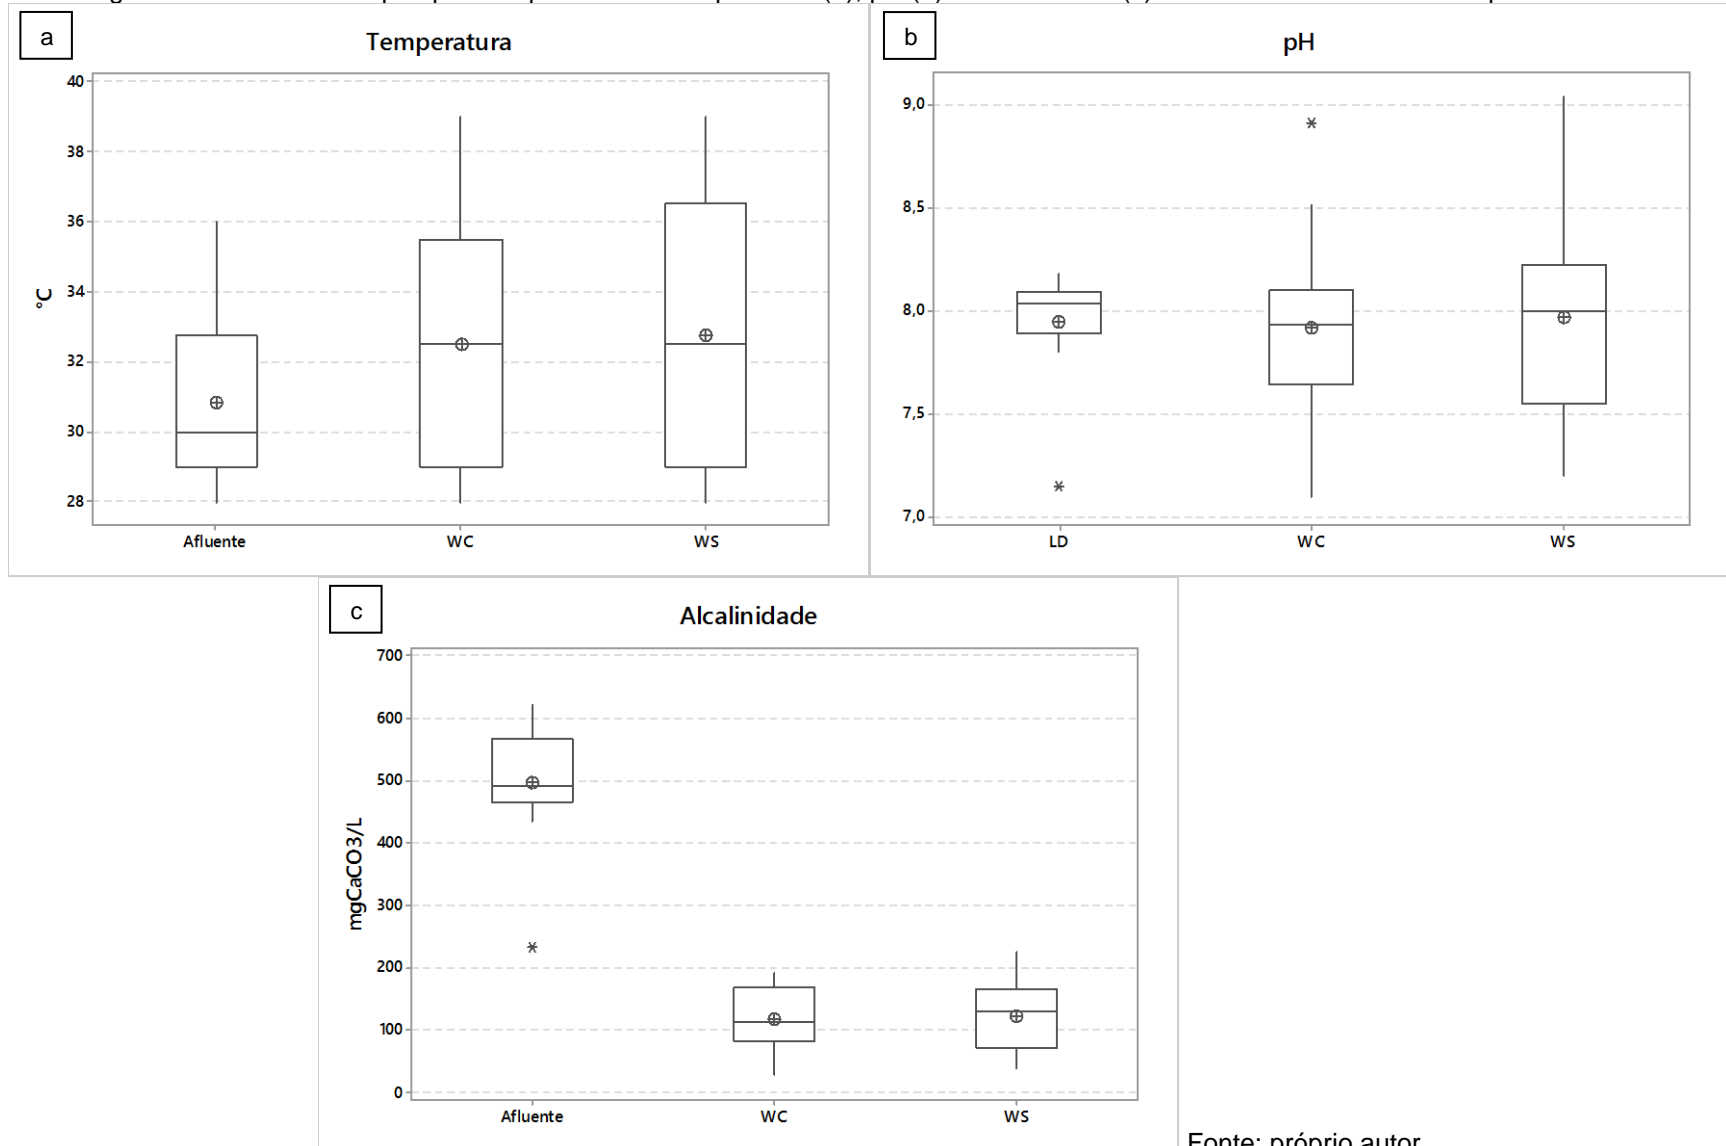 a
Temperatura
40
38
36
34
32
30
28
°C
Afluente
WC
WS
b
pH
9,0
8,5
8,0
7,5
7,0
LD
WC
WS
c
Alcalinidade
700
600
500
400
300
200
100
0
mgCaCO3/L
Afluente
WC
WS
Fonte: próprio autor